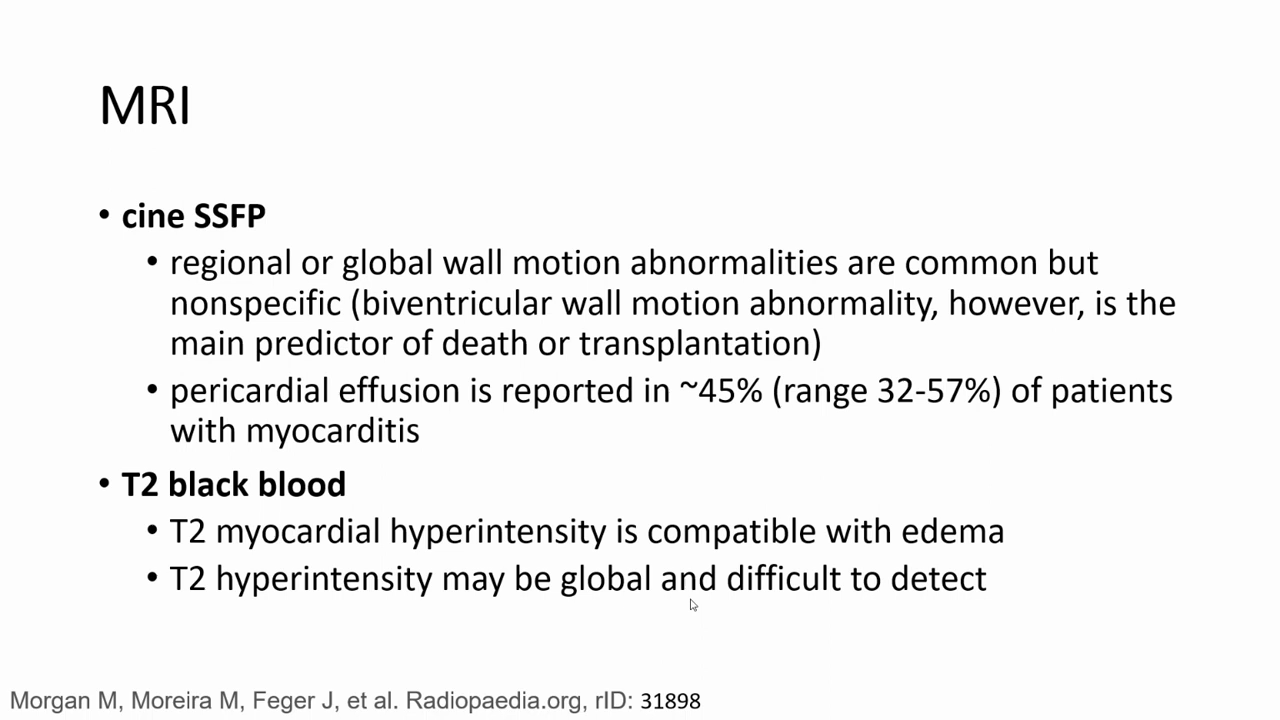 MRI
• cine SSFP
• regional or global wall motion abnormalities are common but
nonspecific (biventricular wall motion abnormality, however, is the
main predictor of death or transplantation)
• pericardial effusion is reported in ~45% (range 32-57%) of patients
with myocarditis
• T2 black blood
• T2 myocardial hyperintensity is compatible with edema
• T2 hyperintensity may be global and difficult to detect
Morgan M, Moreira M, Feger J, et al. Radiopaedia.org, rID: 31898